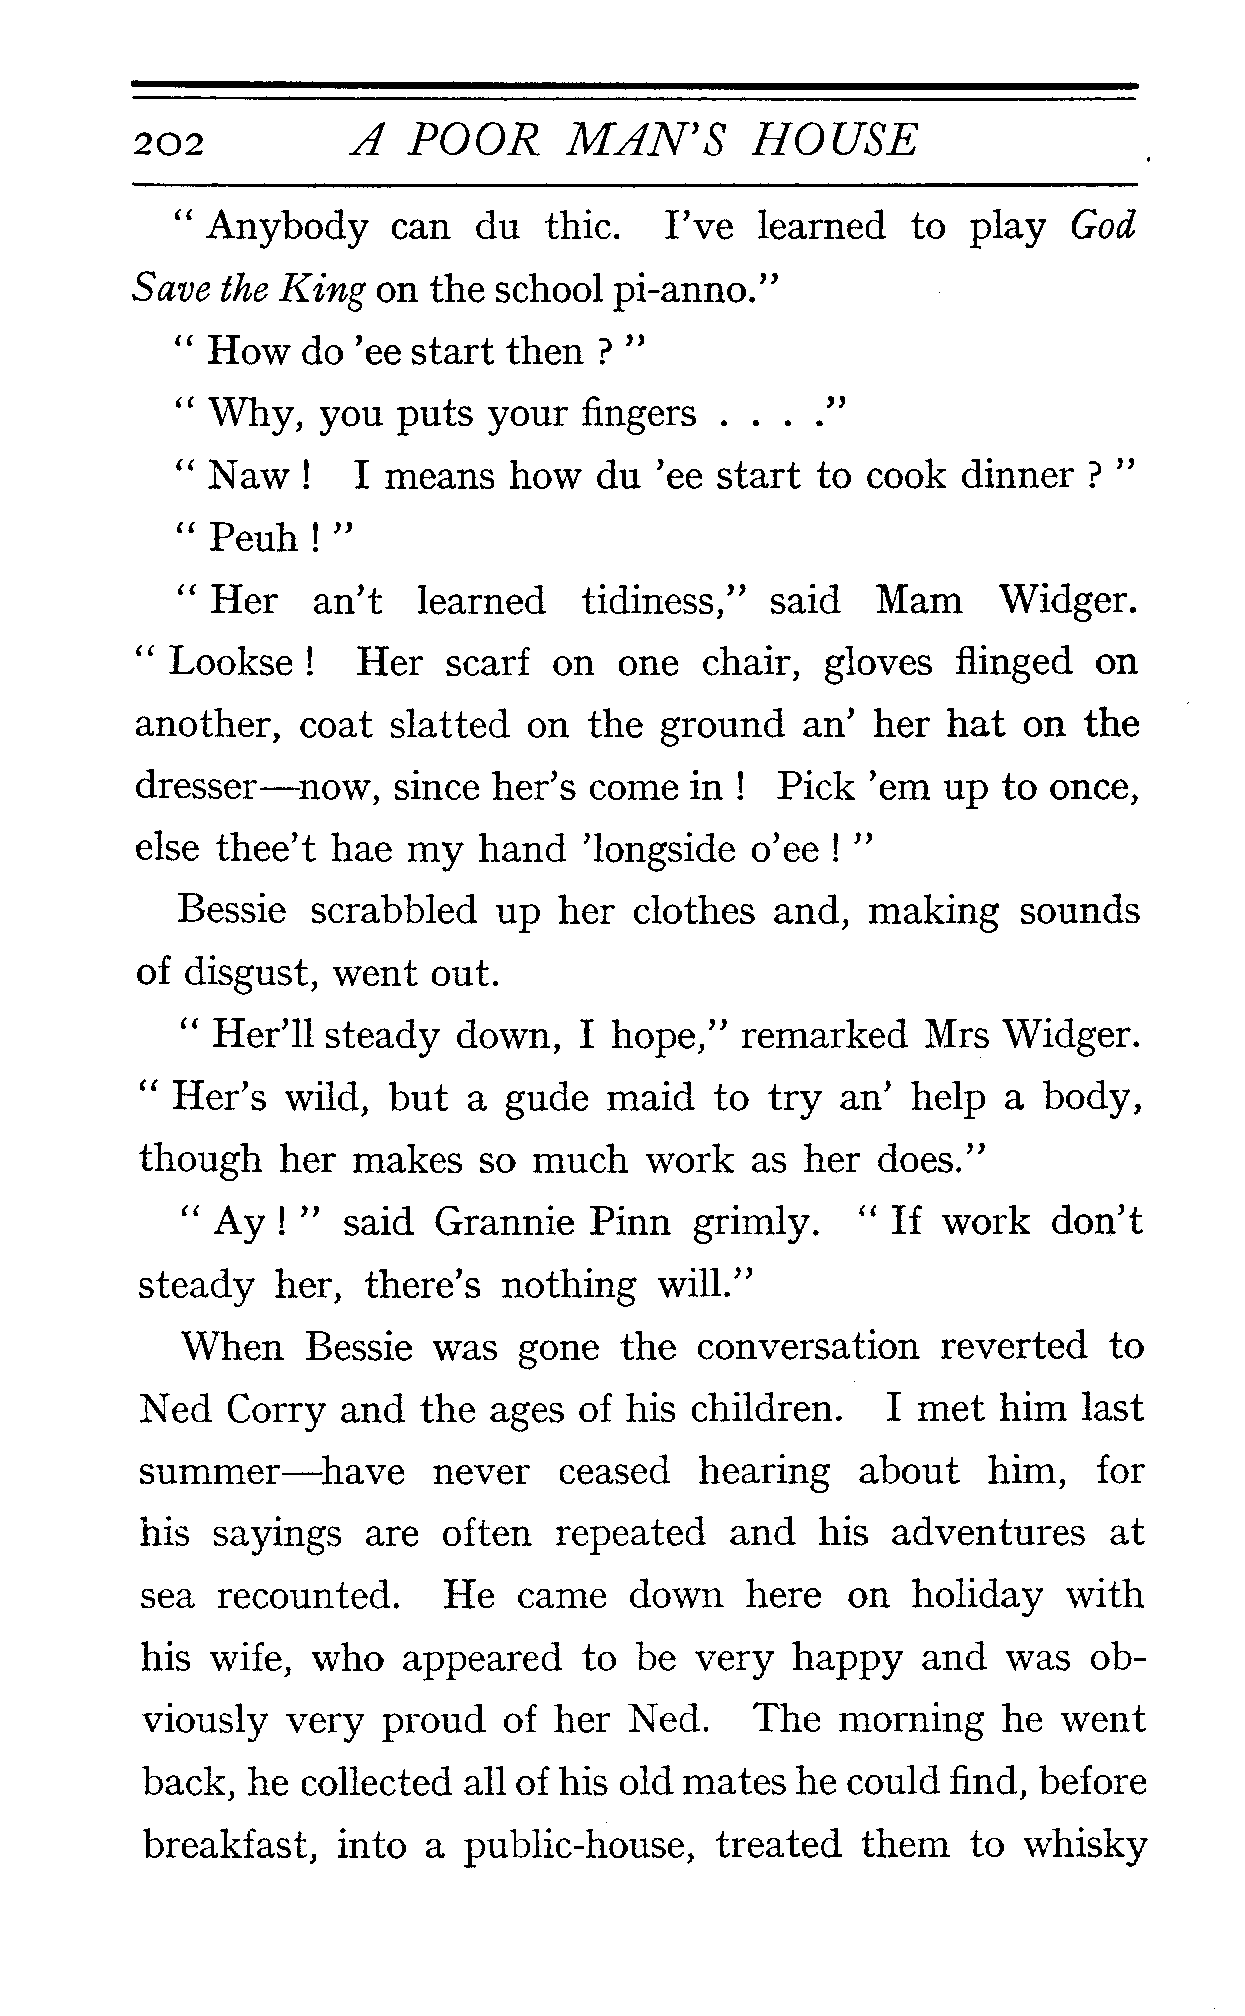 202 A POOR MAN'S HOUSE
" Anybody can du thic. I've learned to play God
Save the King on the school pi-anno."
" How do 'ee start then ? "
" Why, you puts your fingers . . . ."
" Naw ! I means how du 'ee start to cook dinner ? "
" Peuh ! "
" Her an't learned tidiness," said Mam Widger.
" Lookse ! Her scarf on one chair, gloves flinged on
another, coat slatted on the ground an' her hat on the
dresser—now, since her's come in ! Pick 'em up to once,
else thee't hae my hand 'longside o'ee ! "
Bessie scrabbled up her clothes and, making sounds
of disgust, went out.
" Her'll steady down, I hope," remarked Mrs Widger.
" Her's wild, but a gude maid to try an' help a body,
though her makes so much work as her does."
" Ay ! " said Grannie Pinn grimly. " If work don't
steady her, there's nothing will."
When Bessie was gone the conversation reverted to
Ned Corry and the ages of his children. I met him last
summer—have never ceased hearing about him, for
his sayings are often repeated and his adventures at
sea recounted. He came down here on holiday with
his wife, who appeared to be very happy and was ob-
viously very proud of her Ned. The morning he went
back, he collected all of his old mates he could find, before
breakfast, into a public-house, treated them to whisky